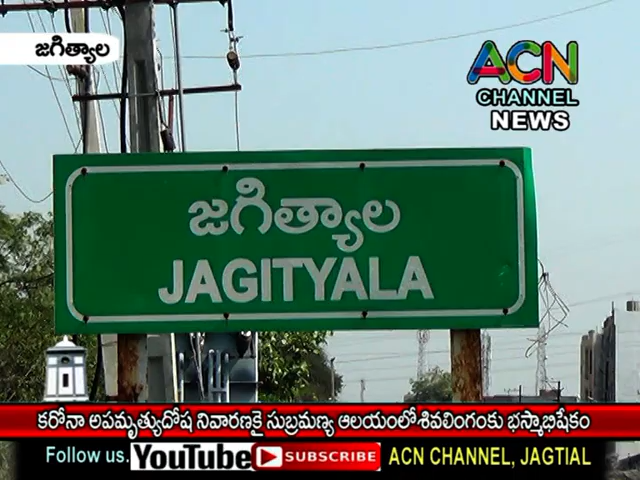 జగిత్యాల
ACN
CHANNEL
NEWS
జగిత్యాల
JAGITYALA
కరోనా అపమృత్యుదోష నివారణకై సుబ్రమణ్య ఆలయంలోశివలింగంకు భస్మాభిషేకం
Follow us. YouTube SUBSCRIBE ACN CHANNEL, JAGTIAL